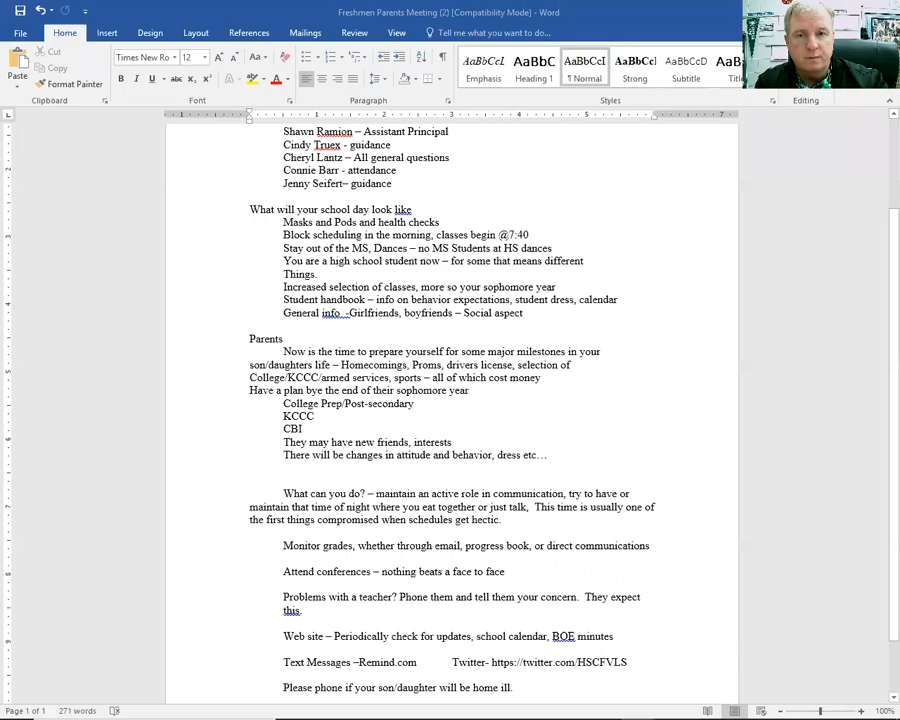 Freshmen Parents Meeting (2) [Compatibility Mode] - Word
File Home Insert Design Layout References Mailings Review View Tell me what you want to do...
Paste
Cut
Copy
Format Painter
Times New Ro 12
B I U abc x₂ x²
AaBbCcL AaBbC AaBbCcI AaBbCcI AaBbCcD AaB
Emphasis Heading 1 ¶ Normal Strong Subtitle Title
Clipboard Font Paragraph Styles Editing
1 1 2 3 4 5 6 7
Shawn Ramion – Assistant Principal
Cindy Truex - guidance
Cheryl Lantz – All general questions
Connie Barr - attendance
Jenny Seifert– guidance
What will your school day look like
Masks and Pods and health checks
Block scheduling in the morning, classes begin @7:40
Stay out of the MS, Dances – no MS Students at HS dances
You are a high school student now – for some that means different
Things.
Increased selection of classes, more so your sophomore year
Student handbook – info on behavior expectations, student dress, calendar
General info -Girlfriends, boyfriends – Social aspect
Parents
Now is the time to prepare yourself for some major milestones in your
son/daughters life – Homecomings, Proms, drivers license, selection of
College/KCCC/armed services, sports – all of which cost money
Have a plan bye the end of their sophomore year
College Prep/Post-secondary
KCCC
CBI
They may have new friends, interests
There will be changes in attitude and behavior, dress etc…
What can you do? – maintain an active role in communication, try to have or
maintain that time of night where you eat together or just talk, This time is usually one of
the first things compromised when schedules get hectic.
Monitor grades, whether through email, progress book, or direct communications
Attend conferences – nothing beats a face to face
Problems with a teacher? Phone them and tell them your concern. They expect
this.
Web site – Periodically check for updates, school calendar, BOE minutes
Text Messages –Remind.com Twitter- https://twitter.com/HSCFVLS
Please phone if your son/daughter will be home ill.
Page 1 of 1 271 words 100%